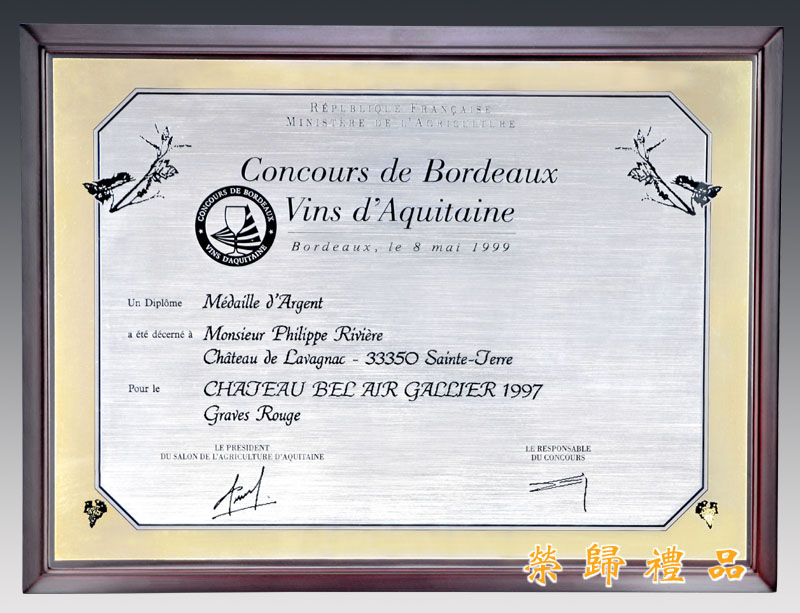 République Française
Ministère de l'Agriculture
Concours de Bordeaux
Vins d'Aquitaine
CONCOURS DE BORDEAUX
VINS D'AQUITAINE
Bordeaux, le 8 mai 1999
Un Diplôme Médaille d'Argent
a été décerné à Monsieur Philippe Rivière
Château de Lavagnac - 33350 Sainte-Terre
Pour le CHATEAU BEL AIR GALLIER 1997
Graves Rouge
LE PRESIDENT
DU SALON DE L'AGRICULTURE D'AQUITAINE
LE RESPONSABLE
DU CONCOURS
榮歸禮品